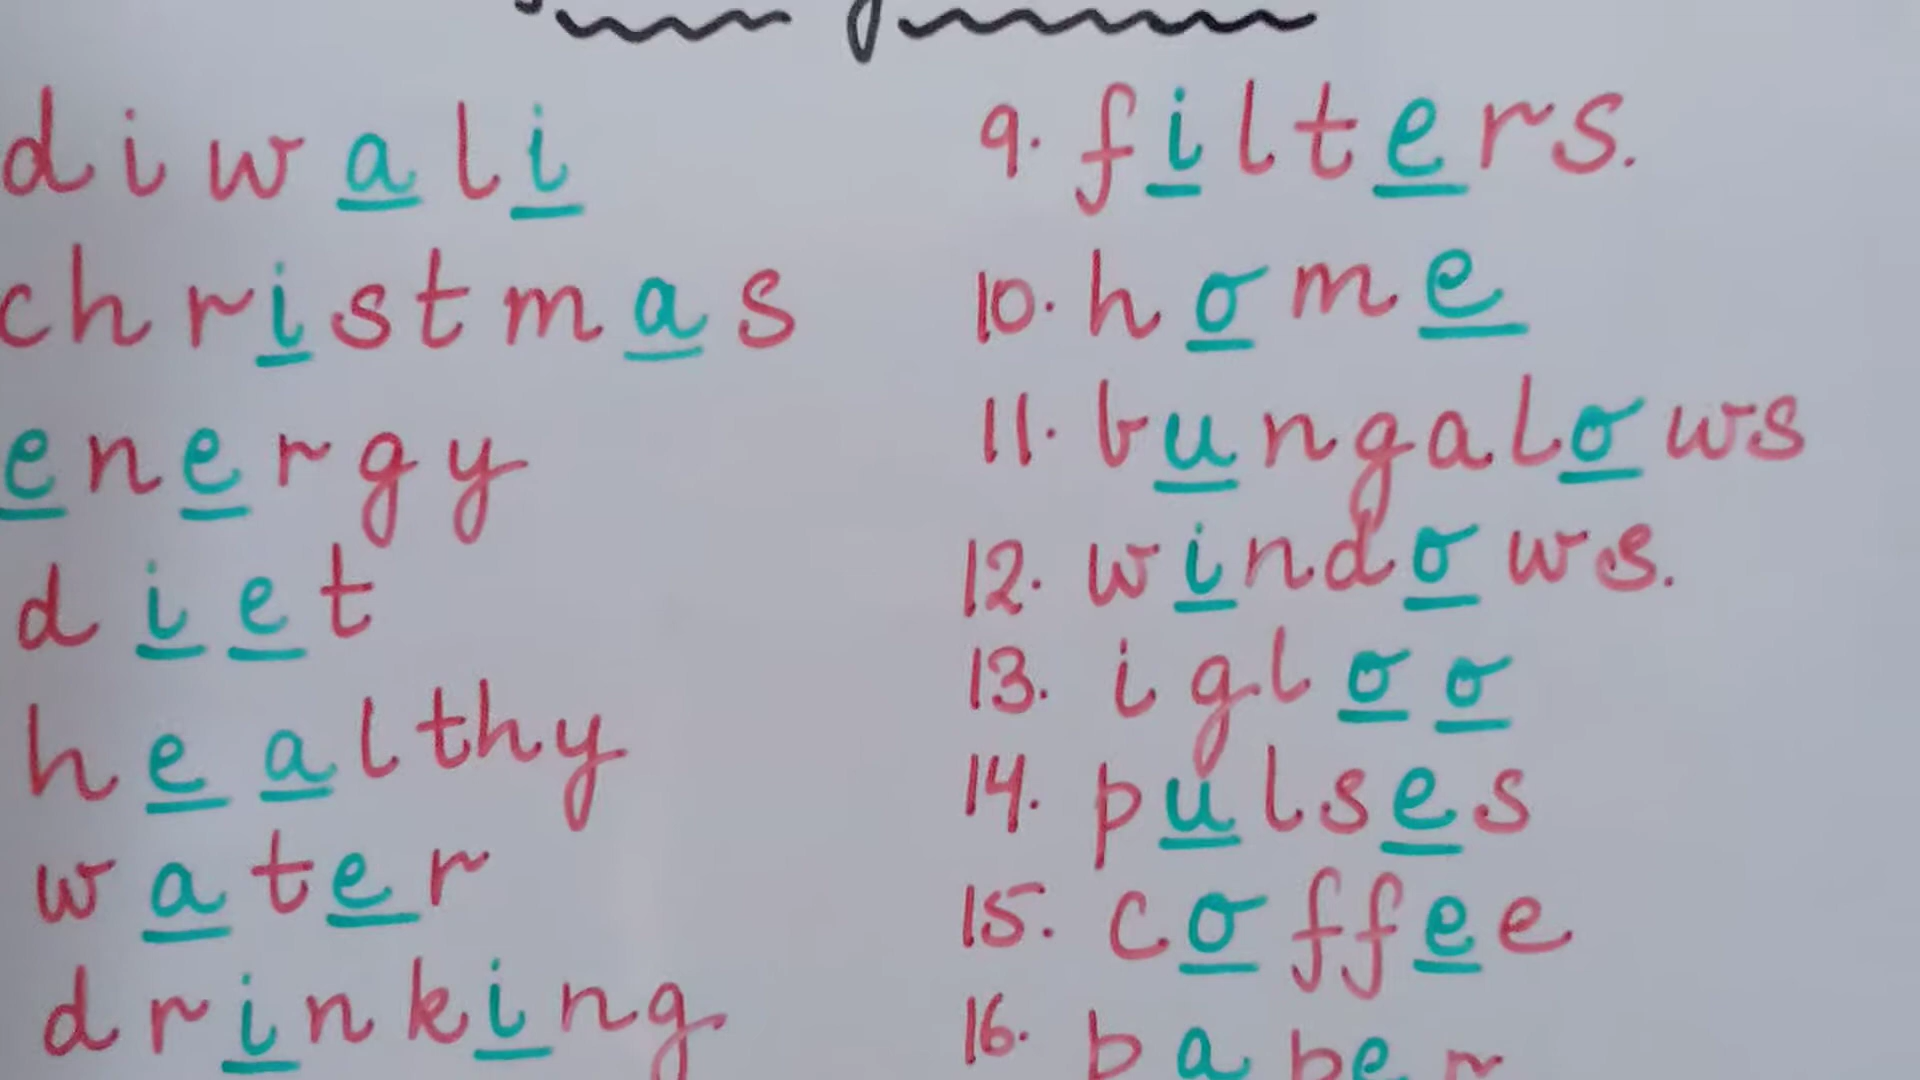 diwali
christmas
energy
diet
healthy
water
drinking
9. filters.
10. home
11. bungalows
12. windows.
13. igloo
14. pulses
15. coffee
16.